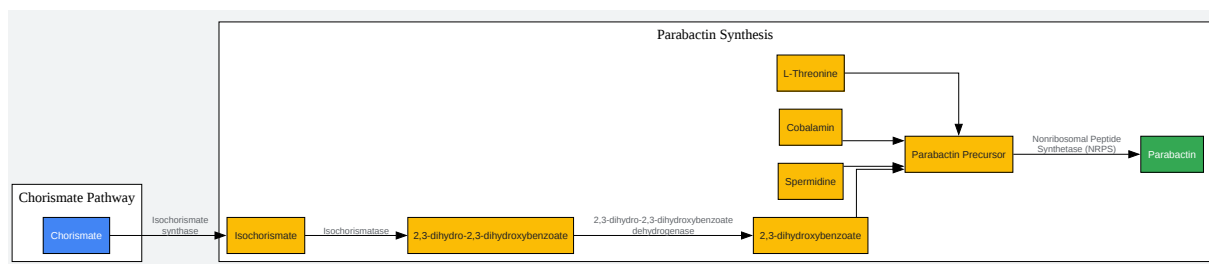 Parabactin Synthesis
L-Threonine
Cobalamin
Spermidine
Parabactin Precursor
Nonribosomal Peptide
Synthetase (NRPS)
Parabactin
Chorismate Pathway
Chorismate
Isochorismate
synthase
Isochorismate
Isochorismatase
2,3-dihydro-2,3-dihydroxybenzoate
2,3-dihydro-2,3-dihydroxybenzoate
dehydrogenase
2,3-dihydroxybenzoate